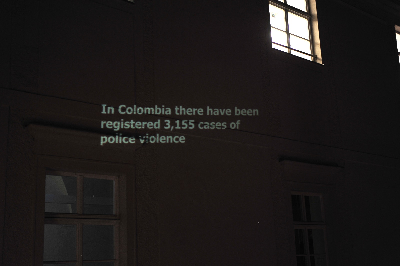 In Colombia there have been
registered 3,155 cases of
police violence